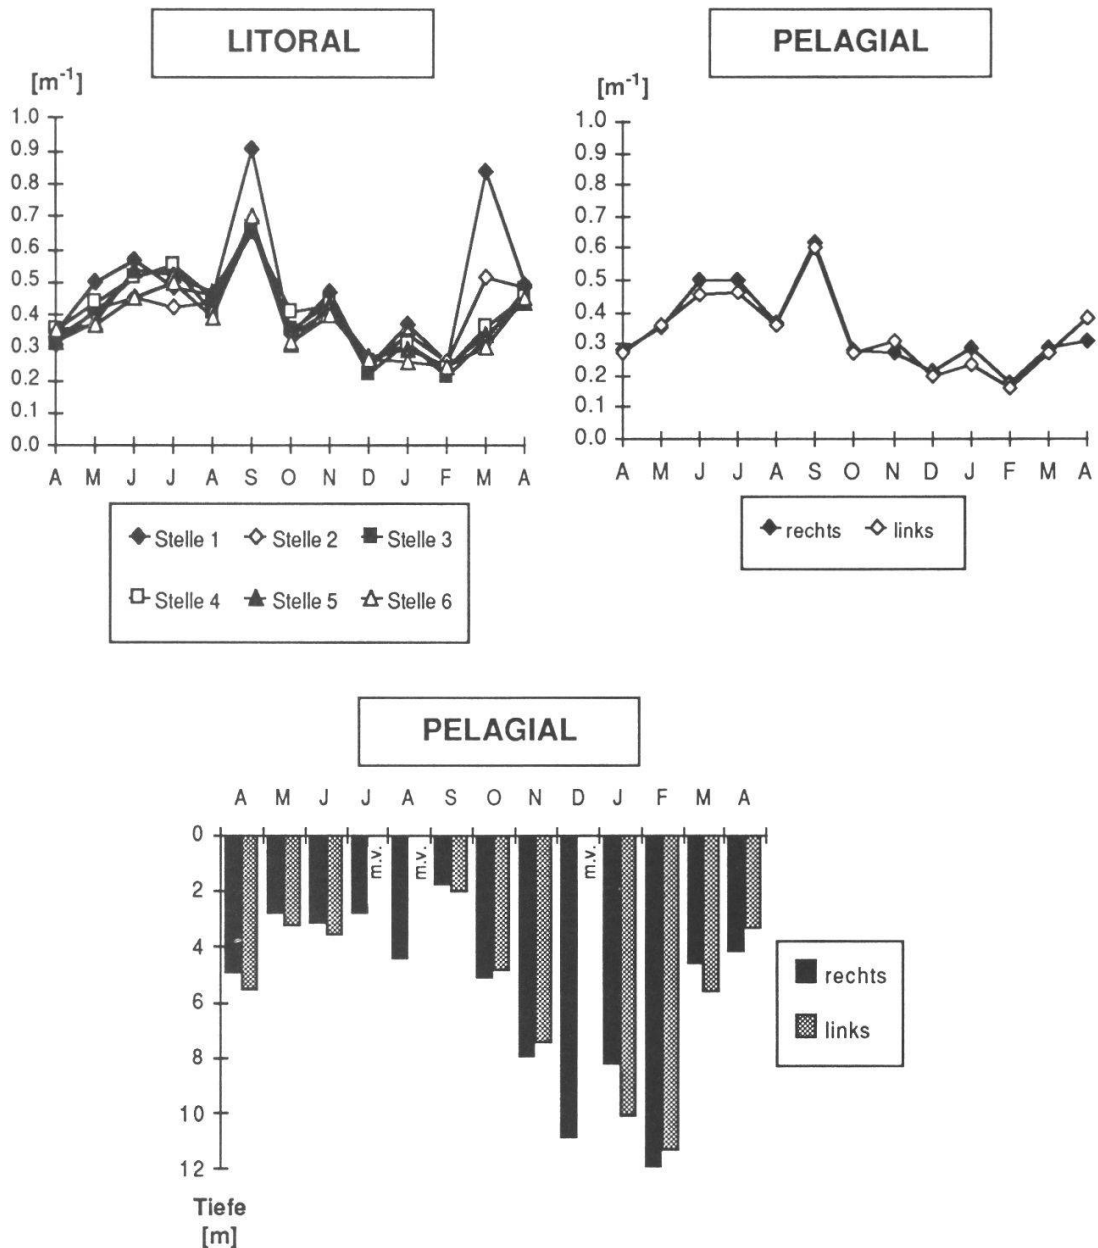 LITORAL
[m⁻¹]
1.0
0.9
0.8
0.7
0.6
0.5
0.4
0.3
0.2
0.1
0.0
A M J J A S O N D J F M A
Stelle 1 Stelle 2 Stelle 3
Stelle 4 Stelle 5 Stelle 6
PELAGIAL
[m⁻¹]
1.0
0.9
0.8
0.7
0.6
0.5
0.4
0.3
0.2
0.1
0.0
A M J J A S O N D J F M A
rechts links
PELAGIAL
A M J J A S O N D J F M A
0
2
4
6
8
10
12
m.v.
m.v.
m.v.
Tiefe
[m]
rechts
links